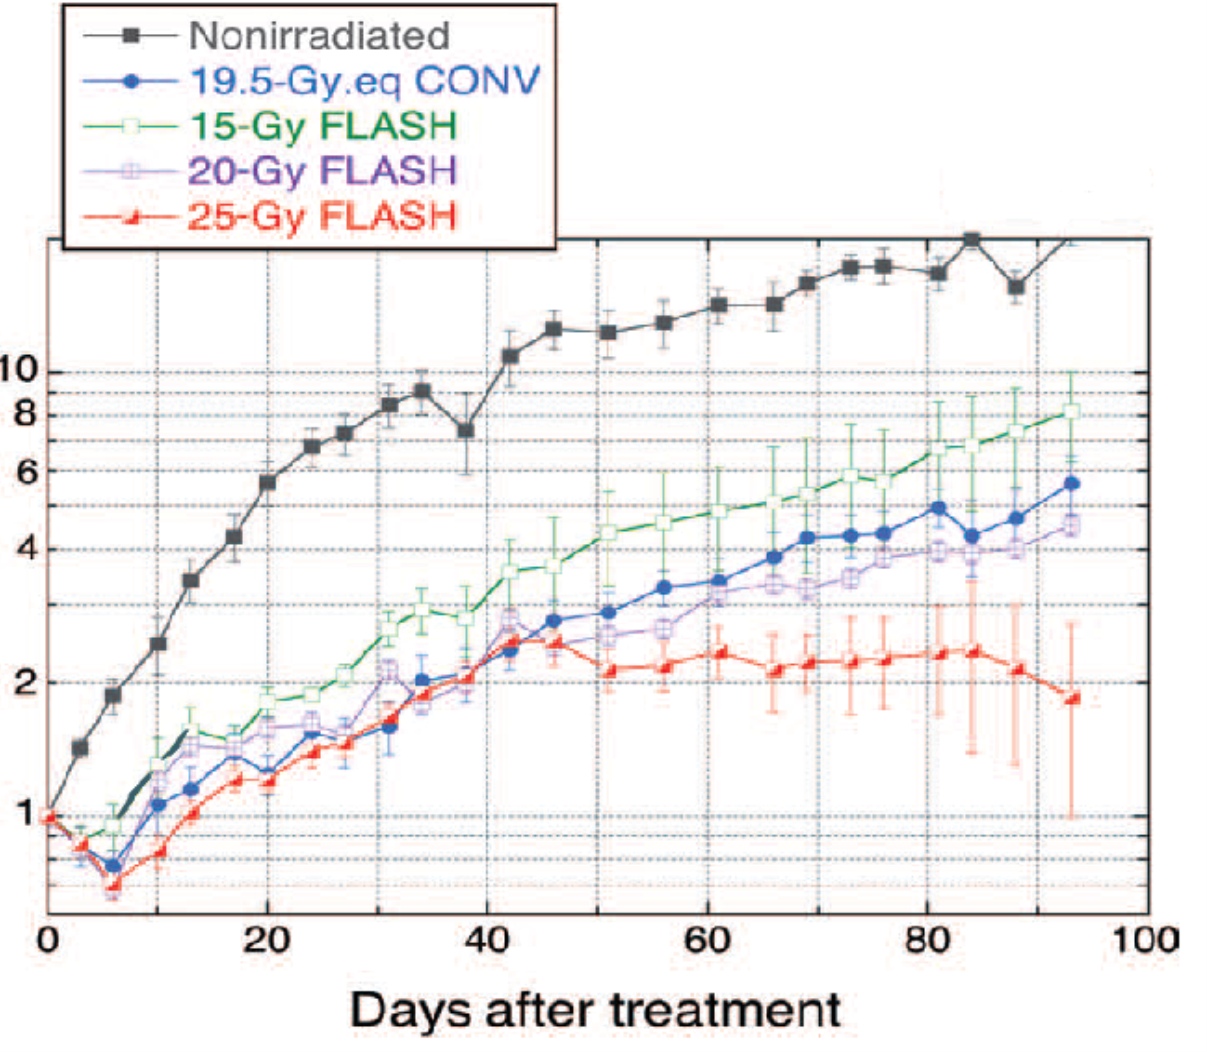 Nonirradiated
19.5-Gy.eq CONV
15-Gy FLASH
20-Gy FLASH
25-Gy FLASH
10
8
6
4
2
1
0 20 40 60 80 100
Days after treatment